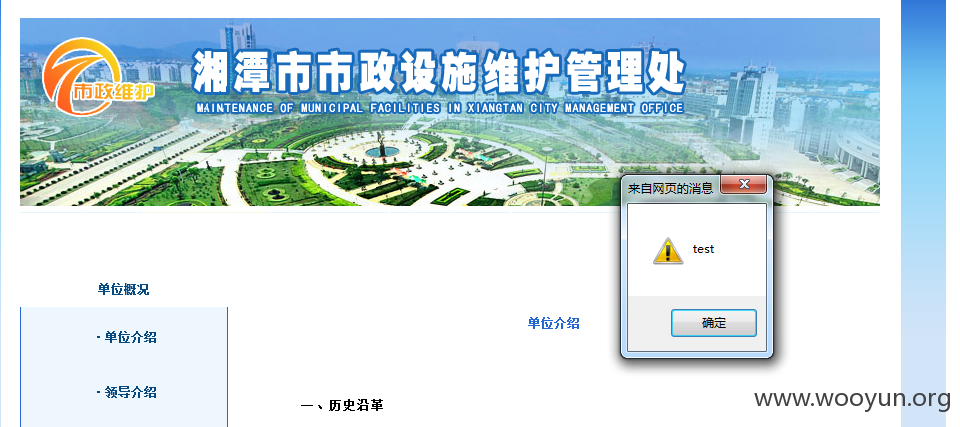 湘潭市市政设施维护管理处
市政维护
MAINTENANCE OF MUNICIPAL FACILITIES IN XIANGTAN CITY MANAGEMENT OFFICE
来自网页的消息
test
确定
单位概况
· 单位介绍
· 领导介绍
单位介绍
一、历史沿革
www.wooyun.org